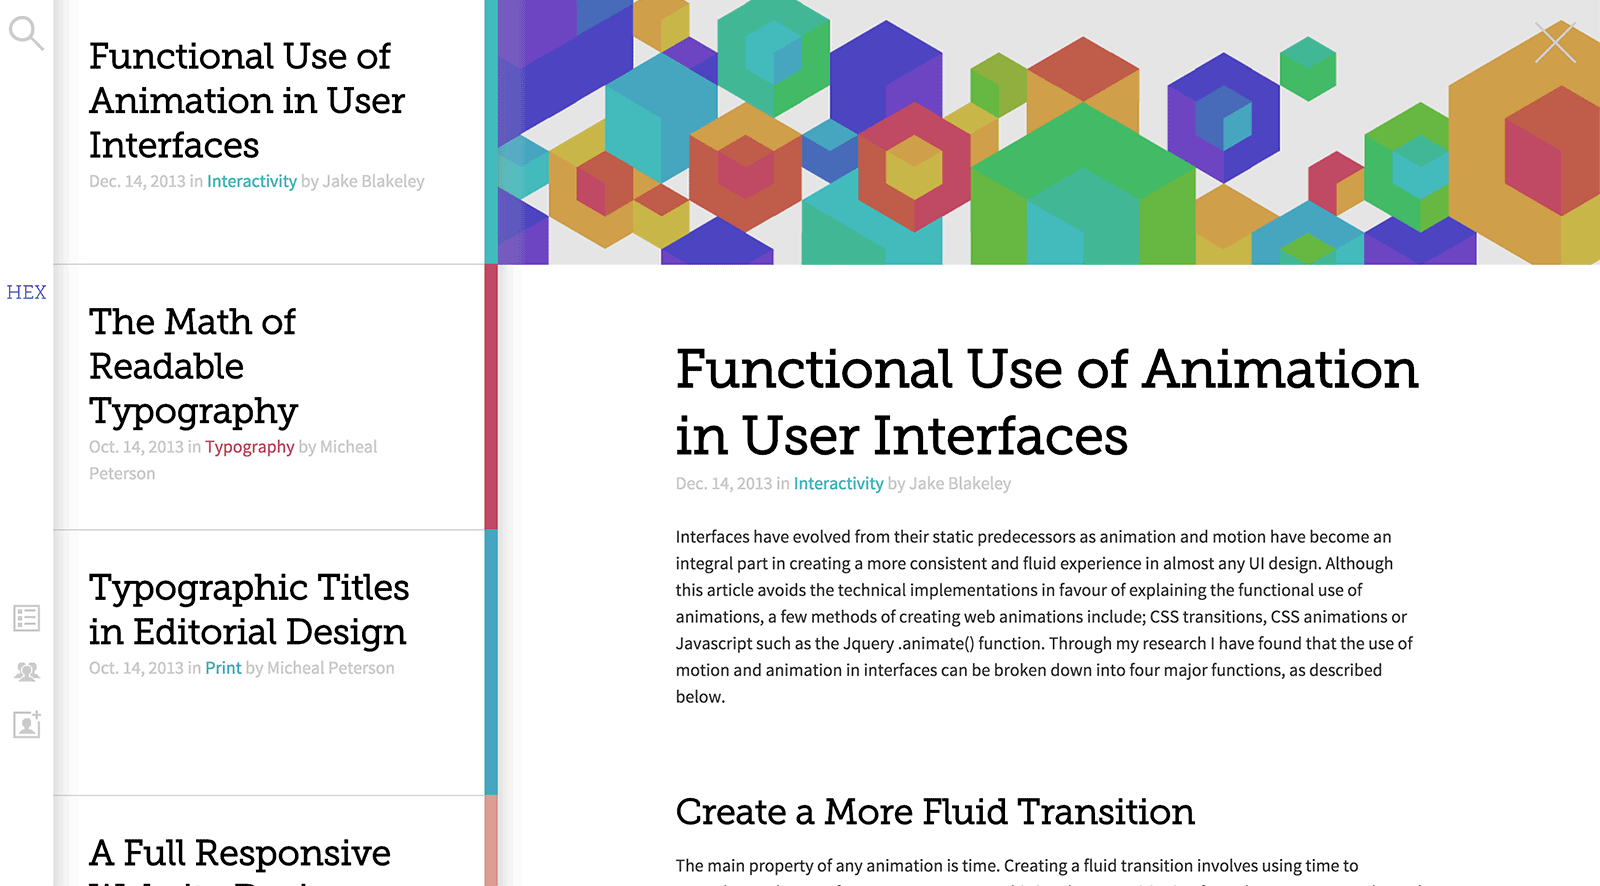 HEX
Functional Use of
Animation in User
Interfaces
Dec. 14, 2013 in Interactivity by Jake Blakeley
The Math of
Readable
Typography
Oct. 14, 2013 in Typography by Micheal
Peterson
Typographic Titles
in Editorial Design
Oct. 14, 2013 in Print by Micheal Peterson
A Full Responsive
Functional Use of Animation
in User Interfaces
Dec. 14, 2013 in Interactivity by Jake Blakeley
Interfaces have evolved from their static predecessors as animation and motion have become an
integral part in creating a more consistent and fluid experience in almost any UI design. Although
this article avoids the technical implementations in favour of explaining the functional use of
animations, a few methods of creating web animations include; CSS transitions, CSS animations or
Javascript such as the Jquery .animate() function. Through my research I have found that the use of
motion and animation in interfaces can be broken down into four major functions, as described
below.
Create a More Fluid Transition
The main property of any animation is time. Creating a fluid transition involves using time to